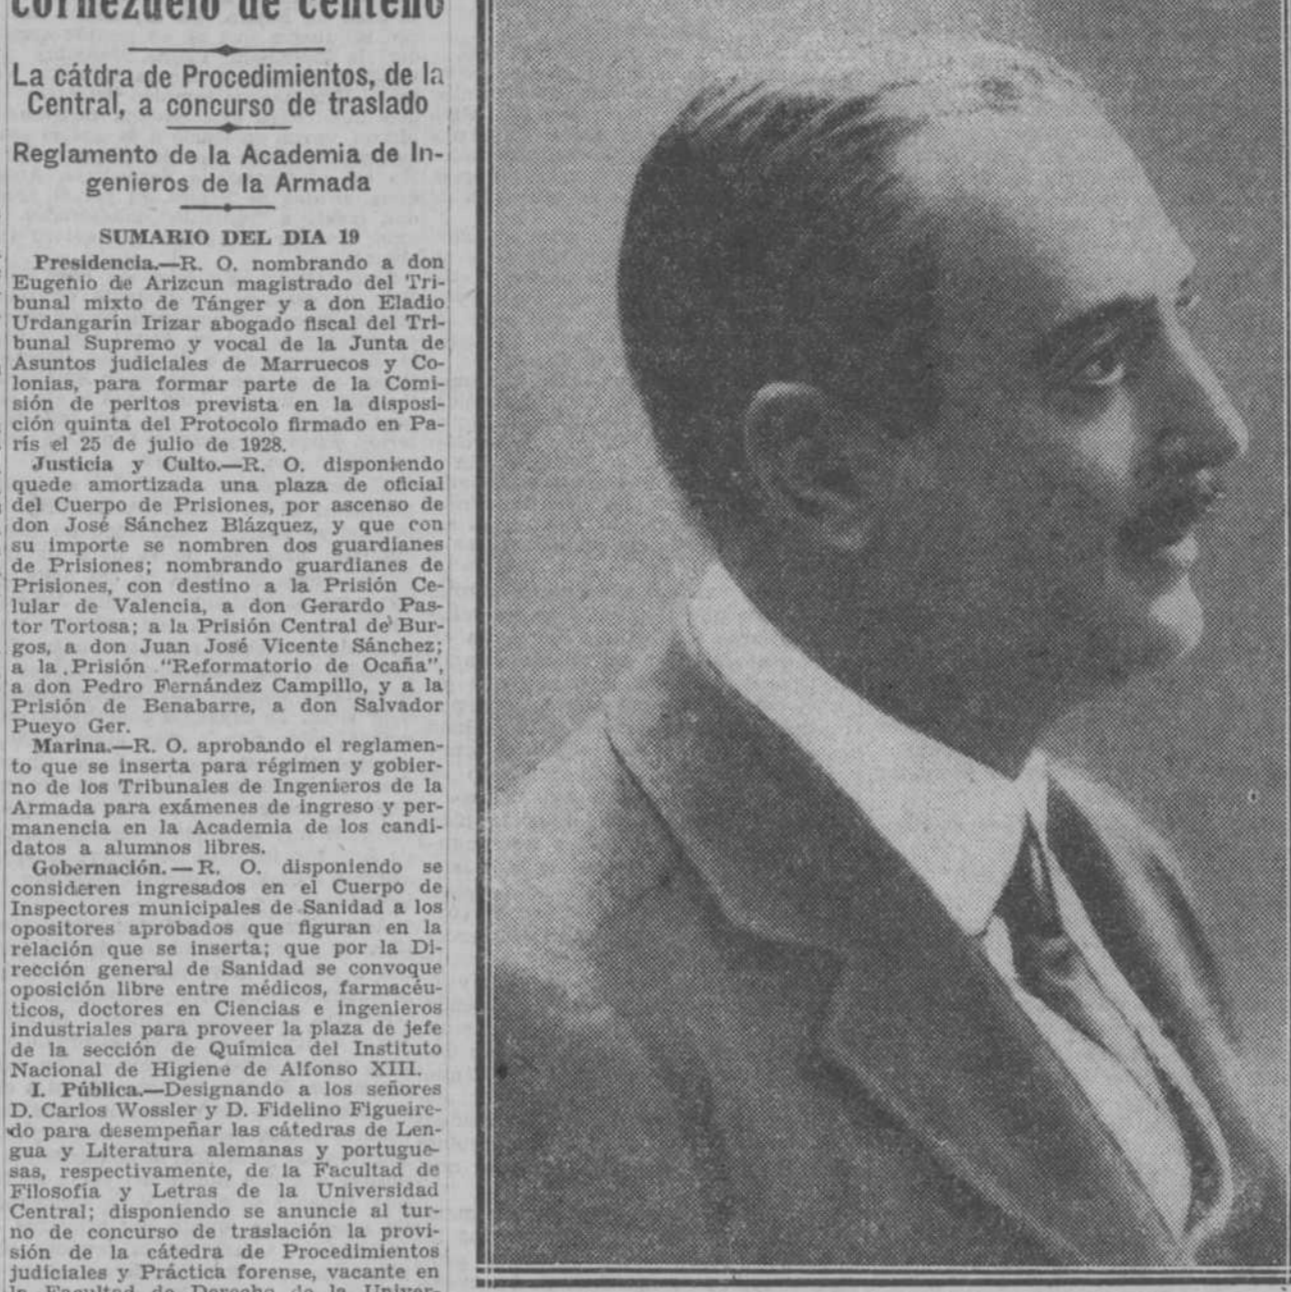 cornezuelo de centeno
La cátdra de Procedimientos, de la
Central, a concurso de traslado
Reglamento de la Academia de In-
genieros de la Armada
SUMARIO DEL DIA 19
Presidencia.—R. O. nombrando a don
Eugenio de Arizcun magistrado del Tri-
bunal mixto de Tánger y a don Eladio
Urdangarín Irizar abogado fiscal del Tri-
bunal Supremo y vocal de la Junta de
Asuntos judiciales de Marruecos y Co-
lonias, para formar parte de la Comi-
sión de peritos prevista en la disposi-
ción quinta del Protocolo firmado en Pa-
rís el 25 de julio de 1928.
Justicia y Culto.—R. O. disponiendo
quede amortizada una plaza de oficial
del Cuerpo de Prisiones, por ascenso de
don José Sánchez Blázquez, y que con
su importe se nombren dos guardianes
de Prisiones; nombrando guardianes de
Prisiones, con destino a la Prisión Ce-
lular de Valencia, a don Gerardo Pas-
tor Tortosa; a la Prisión Central de Bur-
gos, a don Juan José Vicente Sánchez;
a la Prisión "Reformatorio de Ocaña",
a don Pedro Fernández Campillo, y a la
Prisión de Benabarre, a don Salvador
Pueyo Ger.
Marina.—R. O. aprobando el reglamen-
to que se inserta para régimen y gobier-
no de los Tribunales de Ingenieros de la
Armada para exámenes de ingreso y per-
manencia en la Academia de los candi-
datos a alumnos libres.
Gobernación.—R. O. disponiendo se
consideren ingresados en el Cuerpo de
Inspectores municipales de Sanidad a los
opositores aprobados que figuran en la
relación que se inserta; que por la Di-
rección general de Sanidad se convoque
oposición libre entre médicos, farmacéu-
ticos, doctores en Ciencias e ingenieros
industriales para proveer la plaza de jefe
de la sección de Química del Instituto
Nacional de Higiene de Alfonso XIII.
I. Pública.—Designando a los señores
D. Carlos Wossler y D. Fidelino Figueire-
do para desempeñar las cátedras de Len-
gua y Literatura alemanas y portugue-
sas, respectivamente, de la Facultad de
Filosofía y Letras de la Universidad
Central; disponiendo se anuncie al tur-
no de concurso de traslación la provi-
sión de la cátedra de Procedimientos
judiciales y Práctica forense, vacante en
la Facultad de Derecho de la Univer-